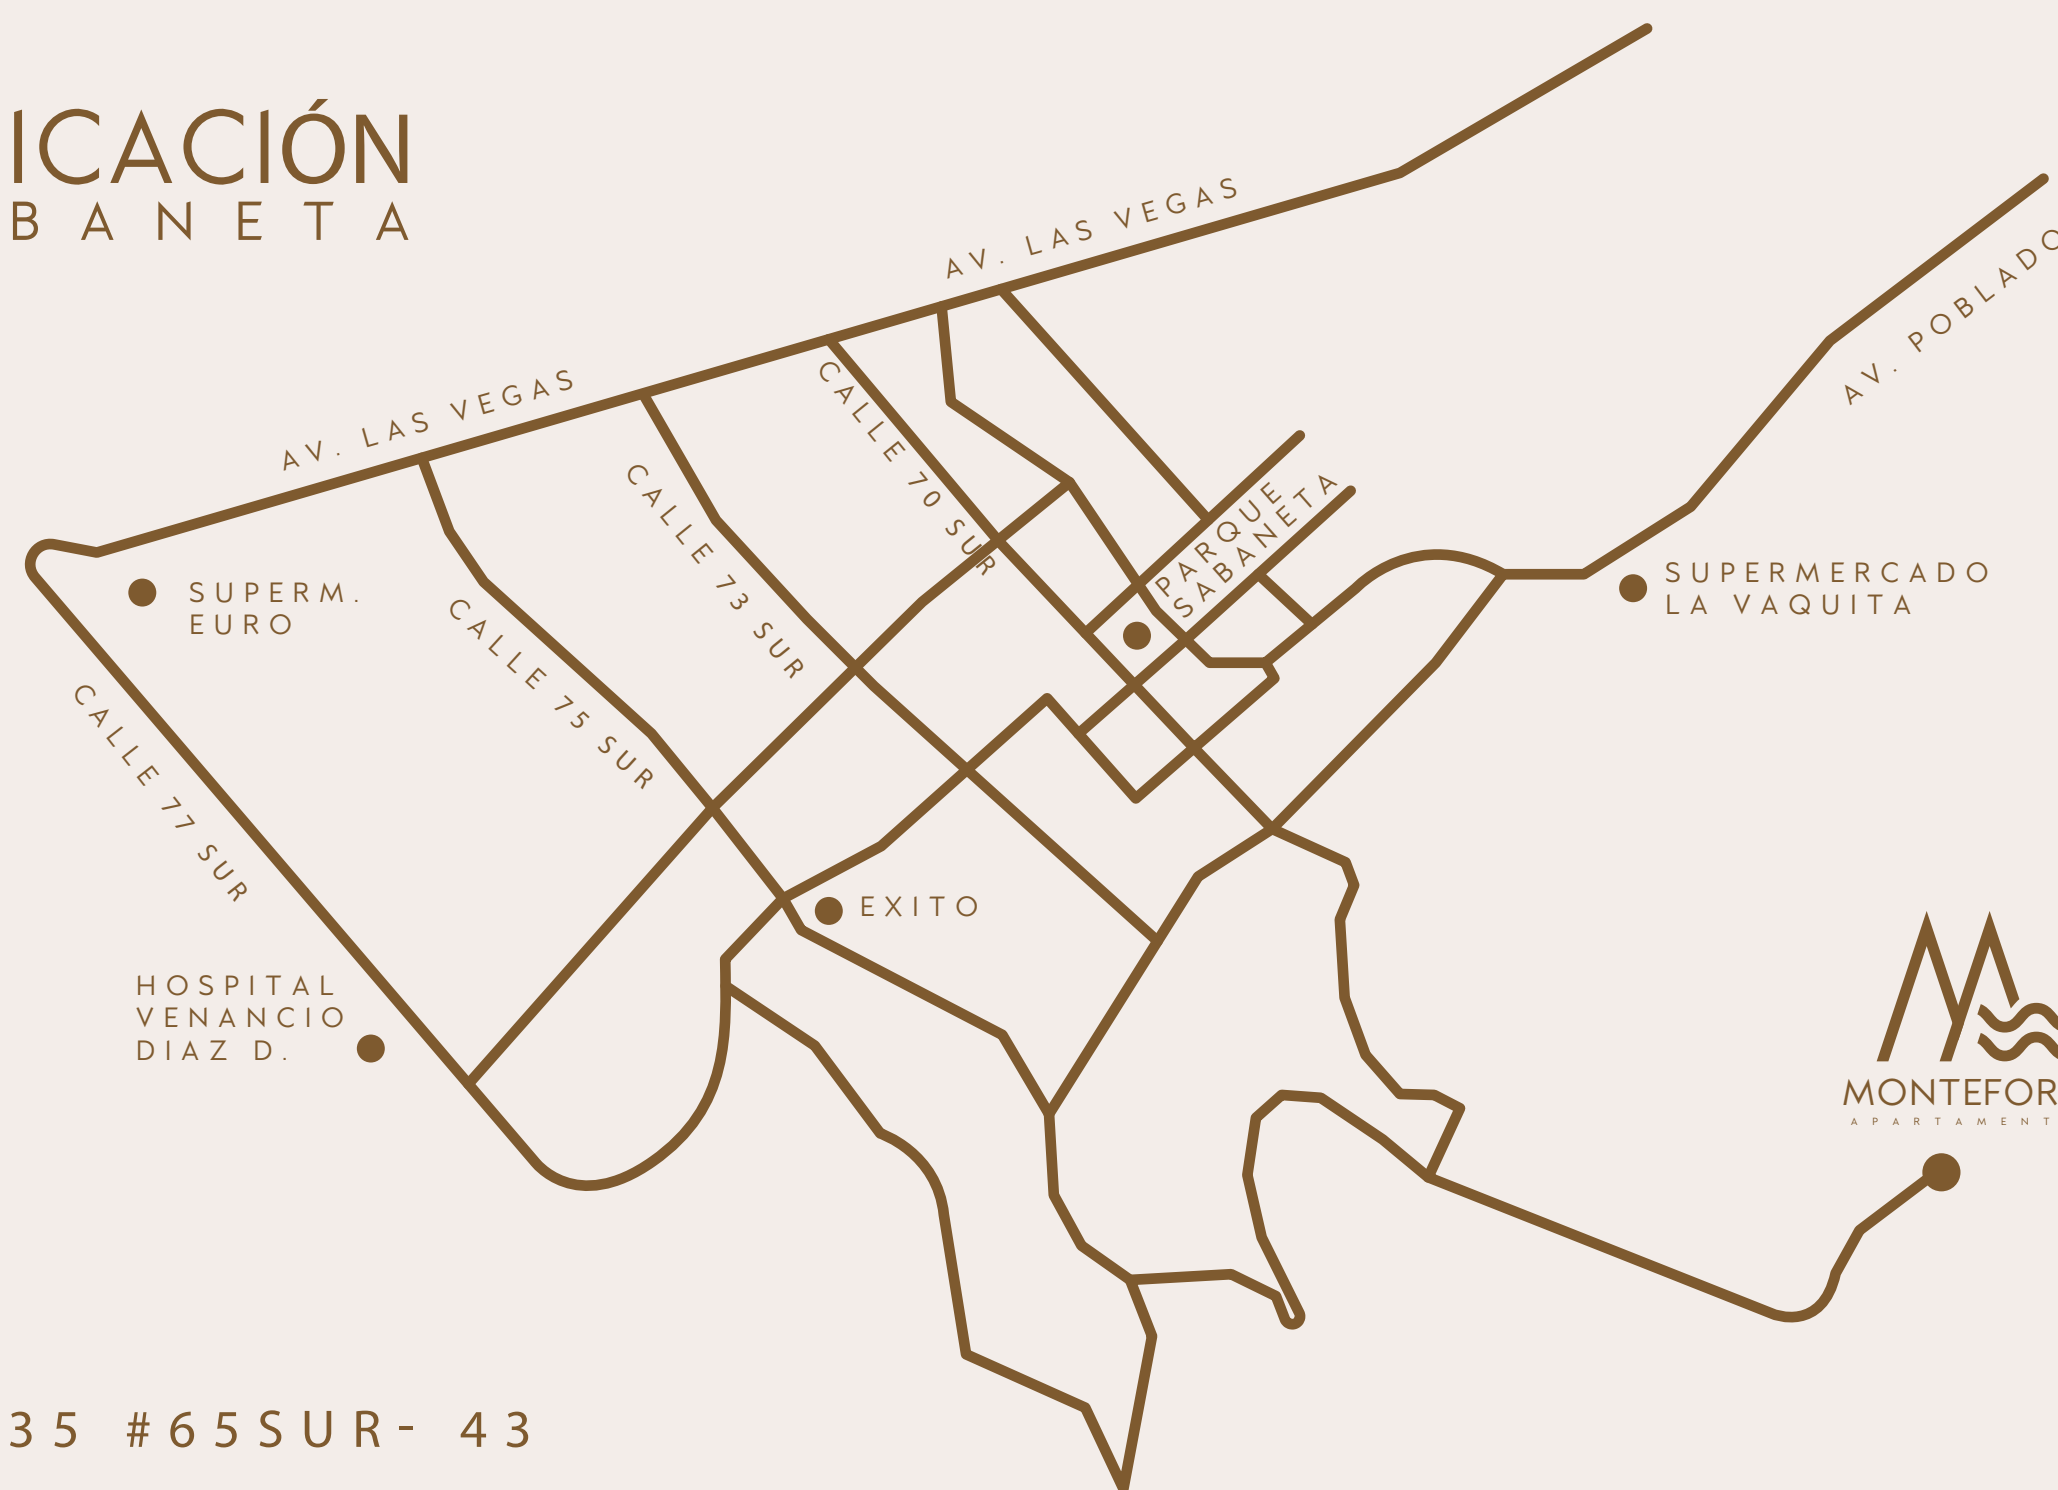 ICACIÓN
BANETA
AV. LAS VEGAS
AV. POBLADO
AV. LAS VEGAS
CALLE 70 SUR
CALLE 73 SUR
PARQUE
SABANETA
SUPERMERCADO
LA VAQUITA
SUPERM.
EURO
CALLE 75 SUR
CALLE 77 SUR
EXITO
HOSPITAL
VENANCIO
DIAZ D.
MONTEFOR
APARTAMENT
35 #65SUR- 43